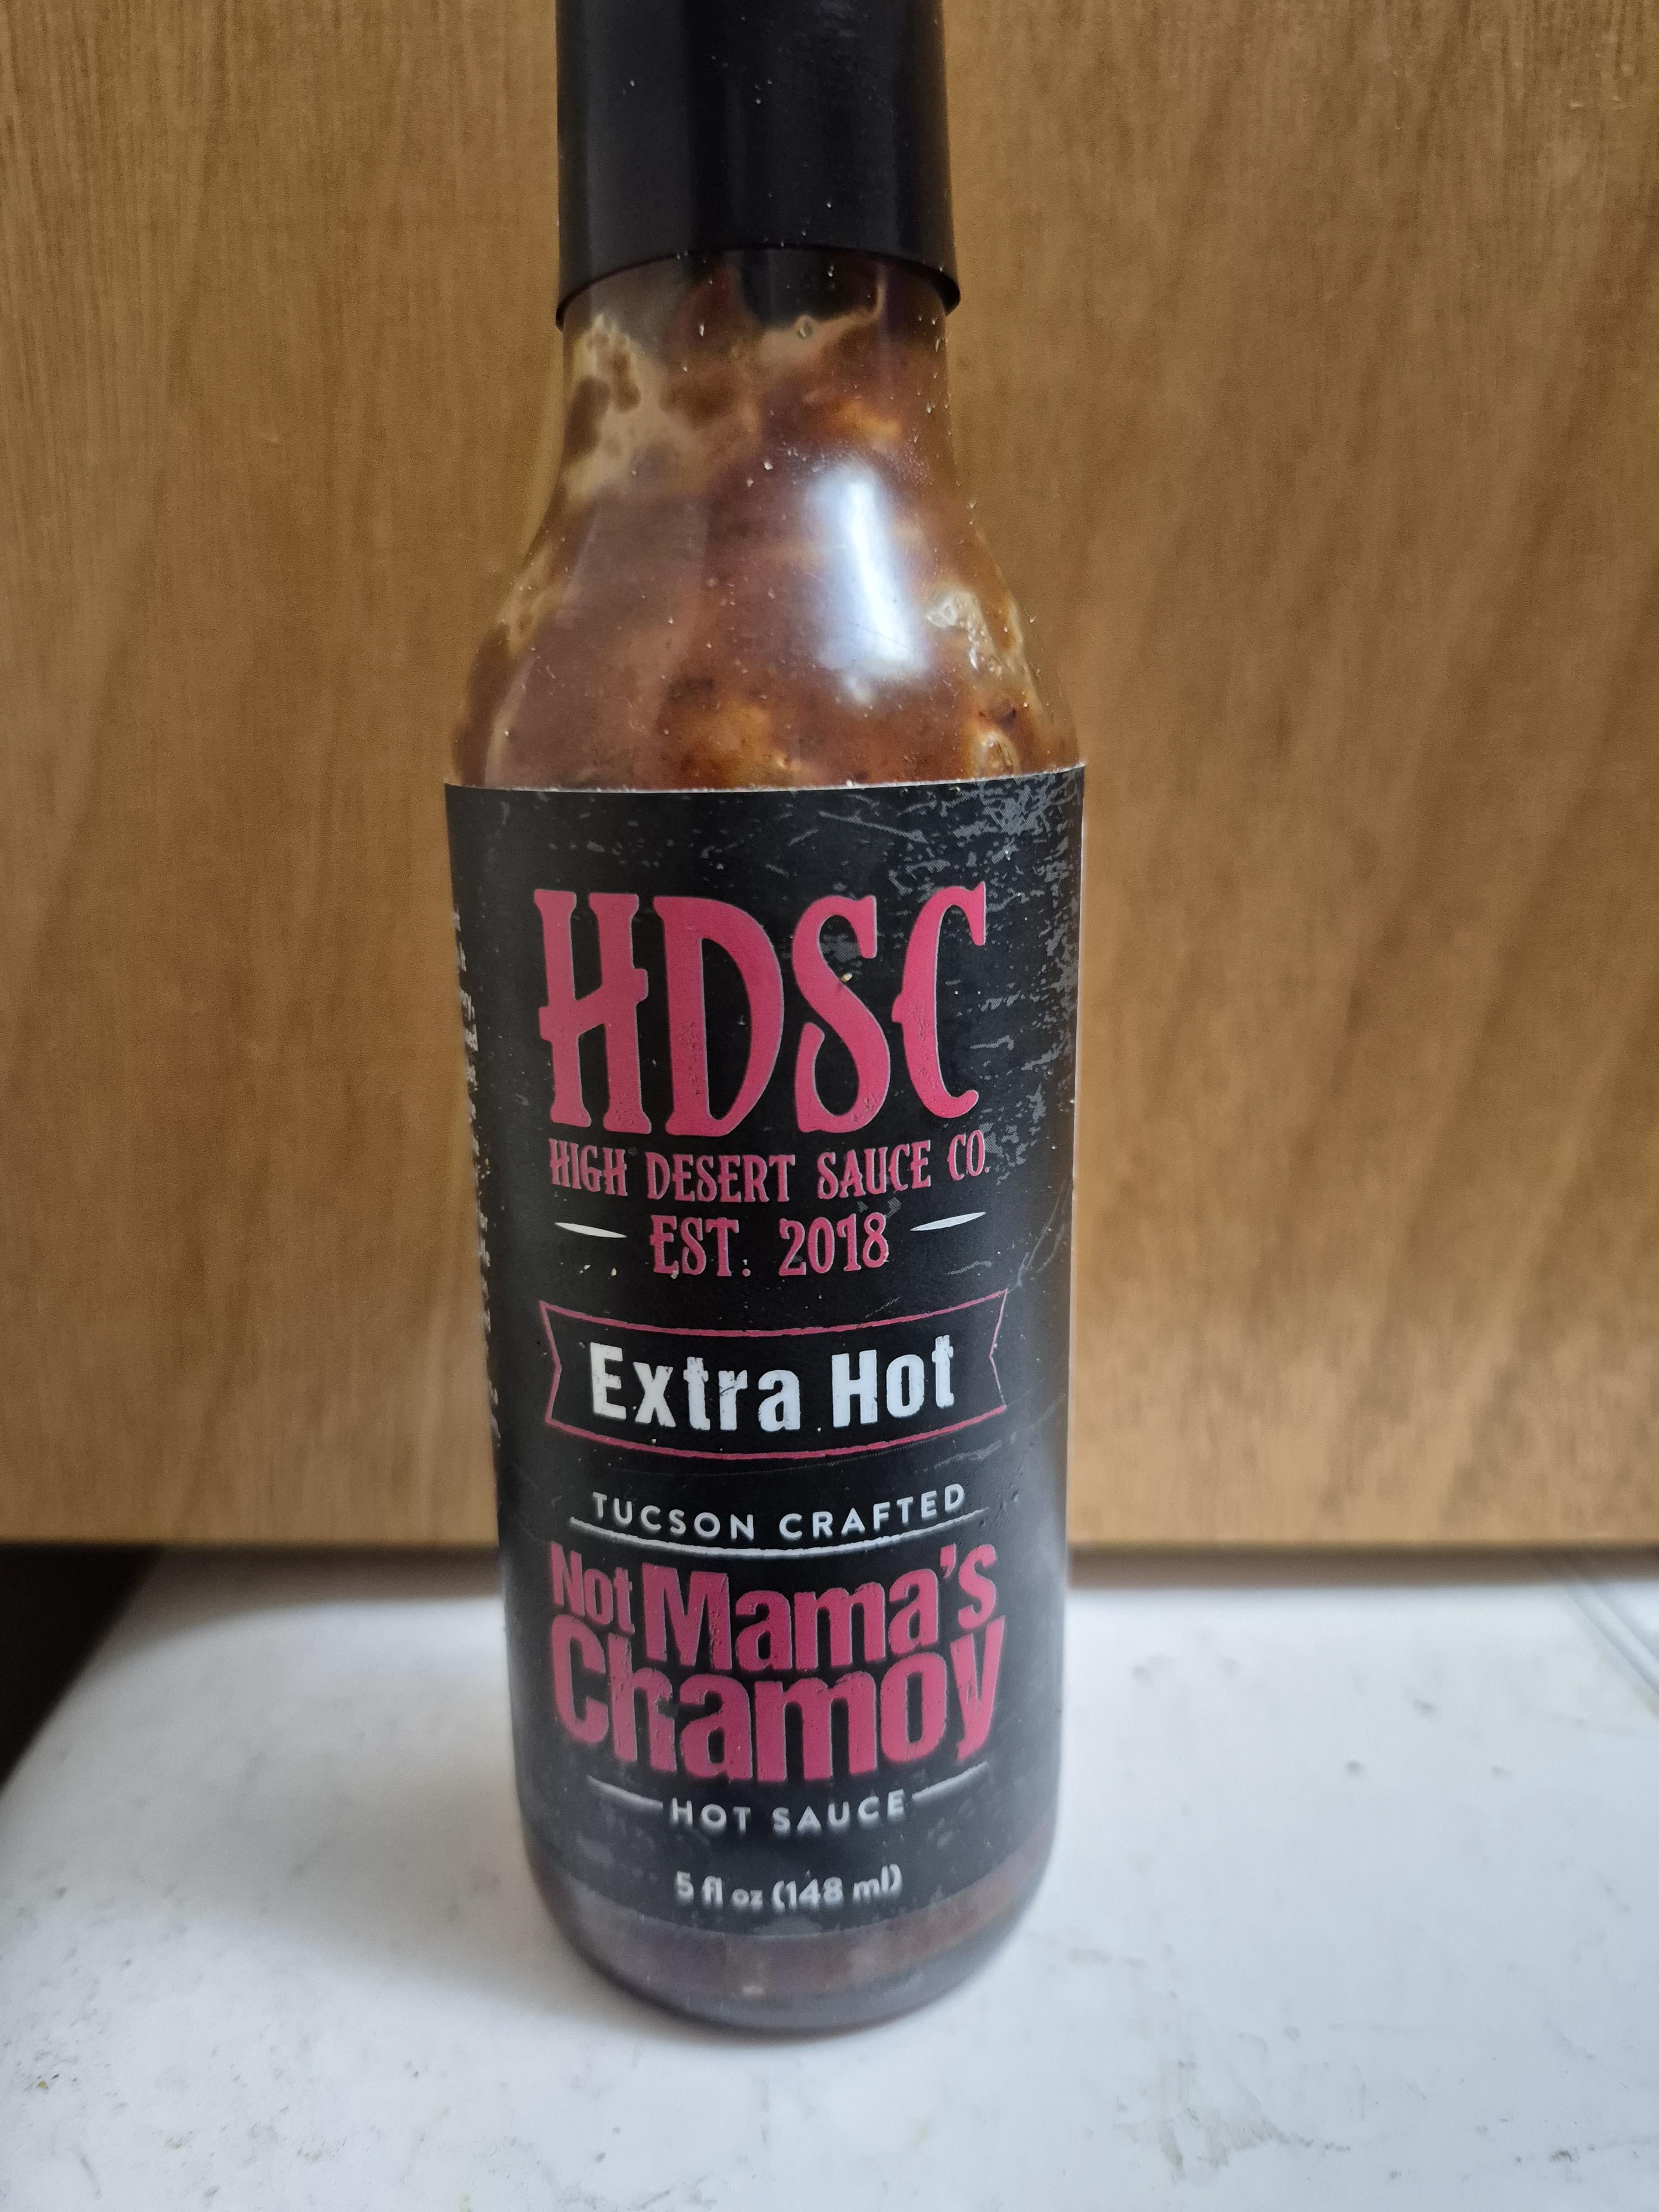 HDSC
HIGH DESERT SAUCE CO.
EST. 2018
Extra Hot
TUCSON CRAFTED
Not Mama's
Chamoy
HOT SAUCE
5 fl oz (148 ml)